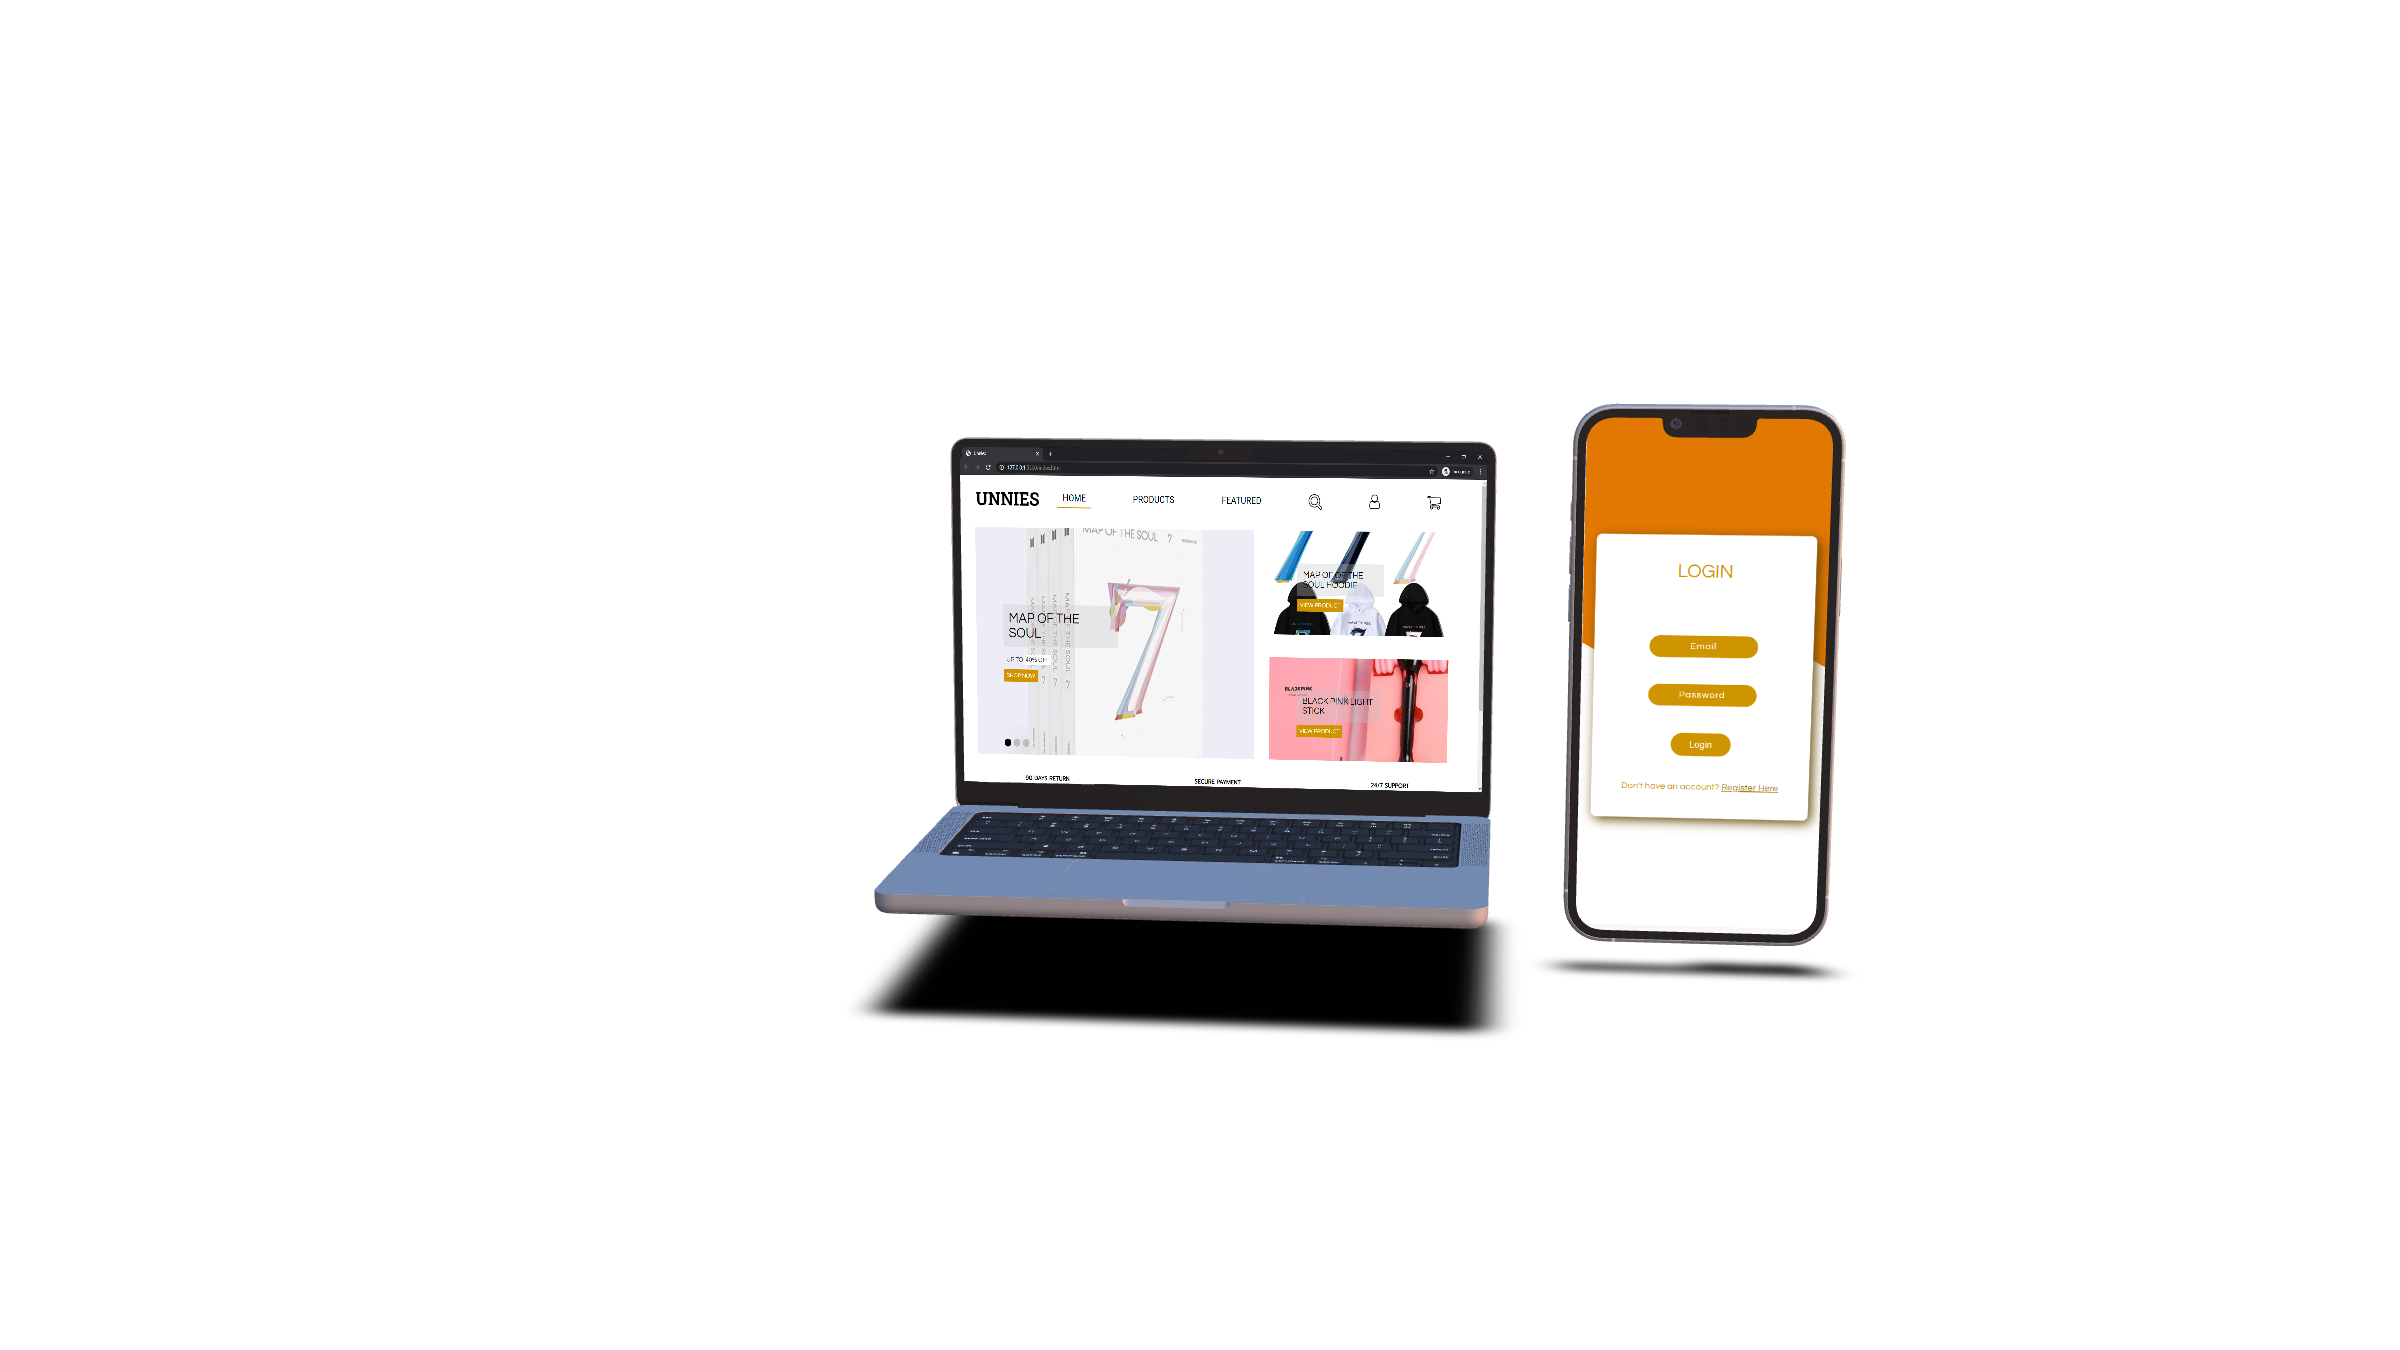 Unnies
UNNIES
HOME
PRODUCTS
FEATURED
MAP OF THE SOUL 7
MAP OF THE
SOUL
UP TO 40% OFF
SHOP NOW
MAP OF OF THE
SOUL HOODIE
VIEW PRODUCT
BLACKPINK
BLACK PINK LIGHT
STICK
VIEW PRODUCT
90 DAYS RETURN
SECURE PAYMENT
24/7 SUPPORT
LOGIN
Email
Password
Login
Don't have an account? Register Here